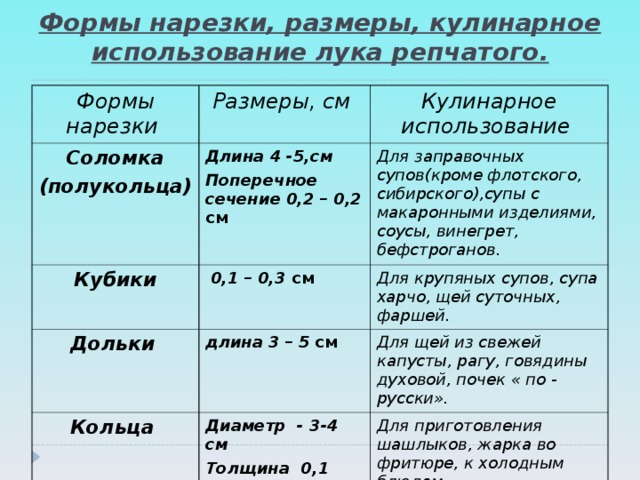 Формы нарезки, размеры, кулинарное
использование лука репчатого.
Формы
нарезки
Размеры, см
Кулинарное
использование
Соломка
(полукольца)
Длина 4 -5,см
Поперечное
сечение 0,2 – 0,2
см
Для заправочных
супов(кроме флотского,
сибирского),супы с
макаронными изделиями,
соусы, винегрет,
бефстроганов.
Кубики
0,1 – 0,3 см
Для крупяных супов, супа
харчо, щей суточных,
фаршей.
Дольки
длина 3 – 5 см
Для щей из свежей
капусты, рагу, говядины
духовой, почек « по -
русски».
Кольца
Диаметр - 3-4
см
Толщина 0,1
Для приготовления
шашлыков, жарка во
фритюре, к холодным